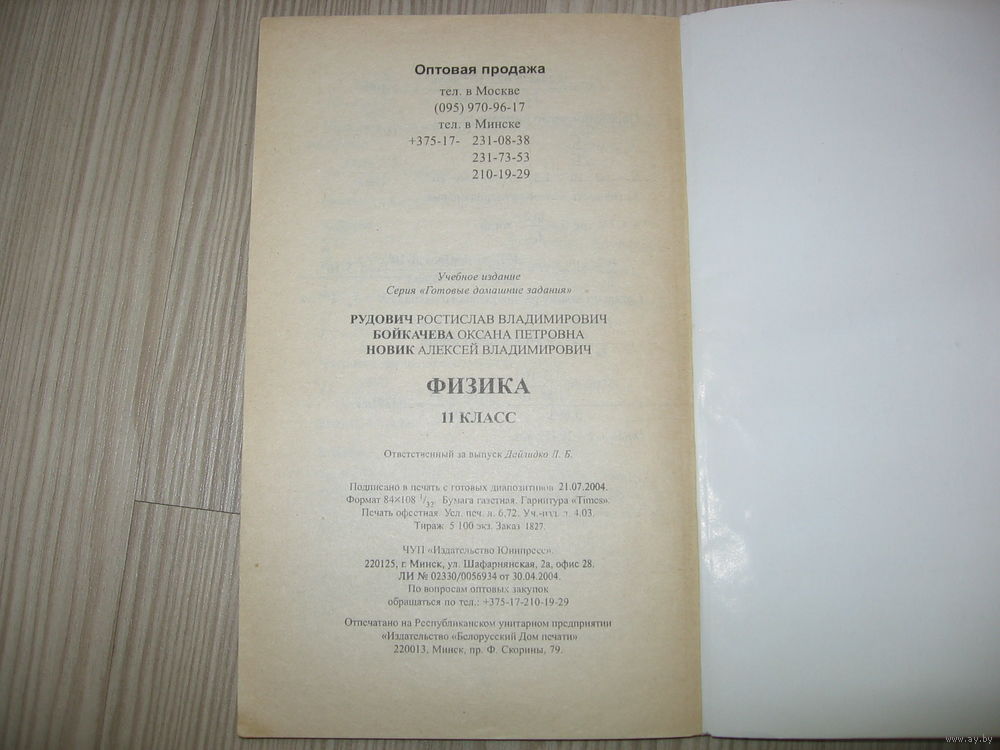 Оптовая продажа
тел. в Москве
(095) 970-96-17
тел. в Минске
+375-17- 231-08-38
231-73-53
210-19-29
Учебное издание
Серия «Готовые домашние задания»
РУДОВИЧ РОСТИСЛАВ ВЛАДИМИРОВИЧ
БОЙКАЧЕВА ОКСАНА ПЕТРОВНА
НОВИК АЛЕКСЕЙ ВЛАДИМИРОВИЧ
ФИЗИКА
11 КЛАСС
Ответственный за выпуск Дайлидко Л. Б.
Подписано в печать с готовых диапозитивов 21.07.2004.
Формат 84×108 1/32. Бумага газетная. Гарнитура «Times».
Печать офсетная. Усл. печ. л. 6,72. Уч.-изд. л. 4,03.
Тираж 5 100 экз. Заказ 1827.
ЧУП «Издательство Юнипресс».
220125, г. Минск, ул. Шафарнянская, 2а, офис 28.
ЛИ № 02330/0056934 от 30.04.2004.
По вопросам оптовых закупок
обращаться по тел.: +375-17-210-19-29
Отпечатано на Республиканском унитарном предприятии
«Издательство «Белорусский Дом печати»
220013, Минск, пр. Ф. Скорины, 79.
www.ay.by